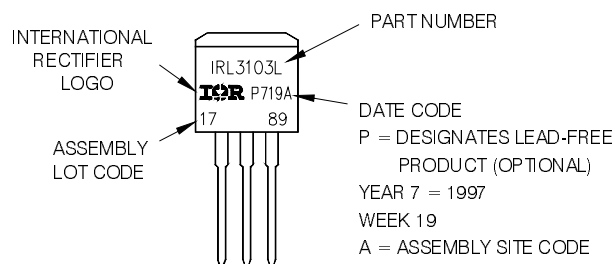 PART NUMBER
INTERNATIONAL
RECTIFIER
LOGO
IRL3103L
IOR P719A
17 89
ASSEMBLY
LOT CODE
DATE CODE
P = DESIGNATES LEAD-FREE
PRODUCT (OPTIONAL)
YEAR 7 = 1997
WEEK 19
A = ASSEMBLY SITE CODE